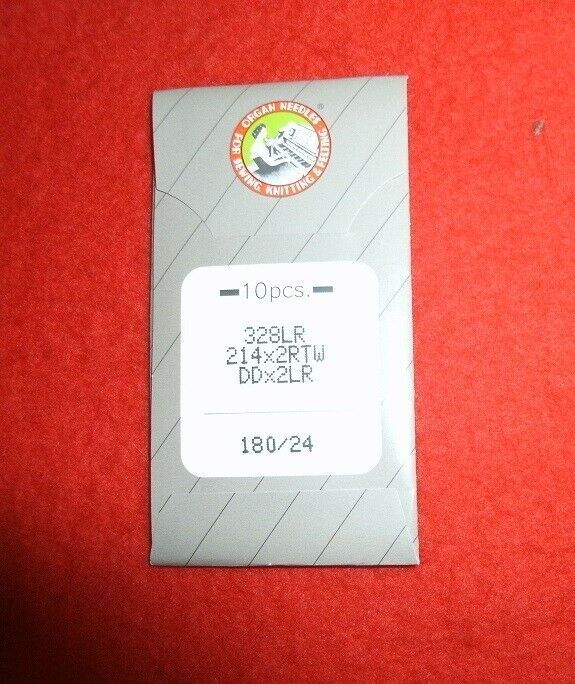 ORGAN NEEDLES ®
FOR SEWING, KNITTING & FELTING
10pcs.
328LR
214x2RTW
DDx2LR
180/24